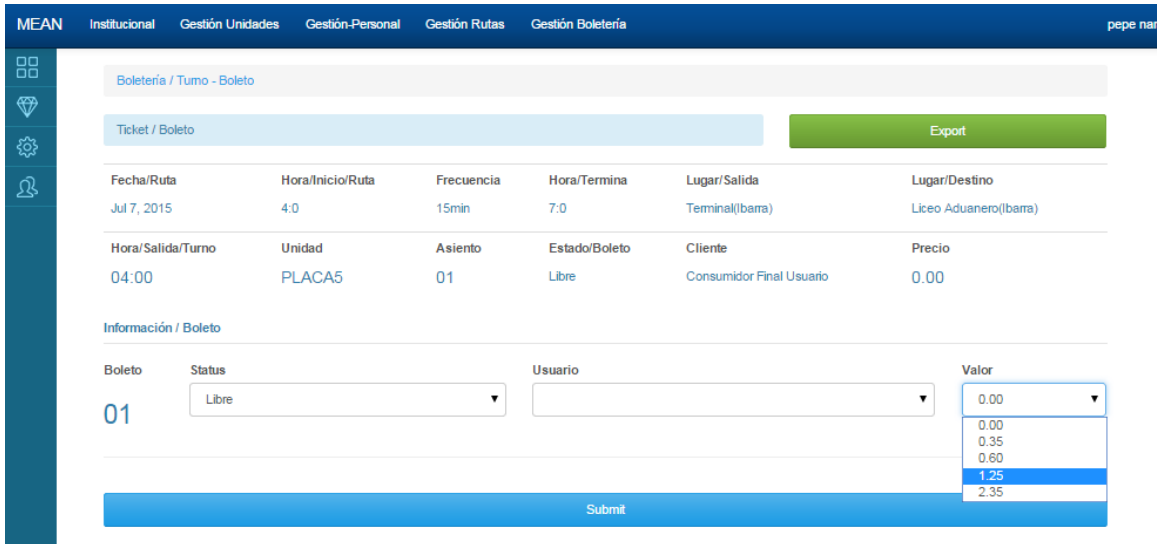 MEAN Institucional Gestión Unidades Gestión-Personal Gestión Rutas Gestión Boletería pepe nar
Boletería / Turno - Boleto
Ticket / Boleto Export
Fecha/Ruta Hora/Inicio/Ruta Frecuencia Hora/Termina Lugar/Salida Lugar/Destino
Jul 7, 2015 4:0 15min 7:0 Terminal(Ibarra) Liceo Aduanero(Ibarra)
Hora/Salida/Turno Unidad Asiento Estado/Boleto Cliente Precio
04:00 PLACA5 01 Libre Consumidor Final Usuario 0.00
Información / Boleto
Boleto Status Usuario Valor
01 Libre 0.00
0.00
0.35
0.60
1.25
2.35
Submit